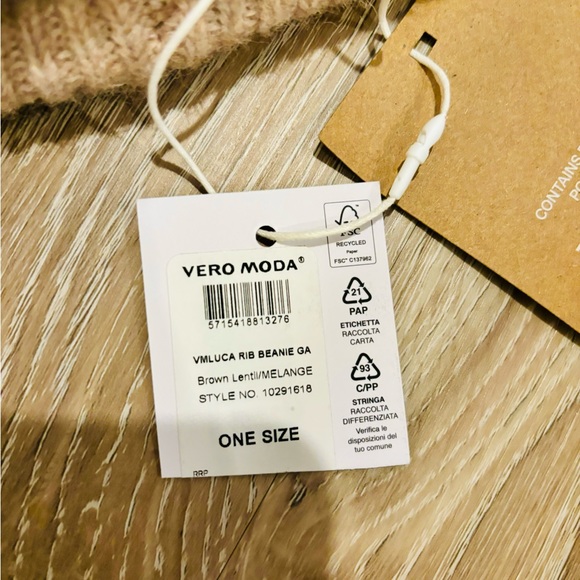 VERO MODA®
5715418813276
VMLUCA RIB BEANIE GA
Brown Lentil/MELANGE
STYLE NO. 10291618
ONE SIZE
RRP
FSC
RECYCLED
Paper
FSC® C137962
21
PAP
ETICHETTA
RACCOLTA
CARTA
93
C/PP
STRINGA
RACCOLTA
DIFFERENZIATA
Verifica le
disposizioni del
tuo comune
CONTAINS